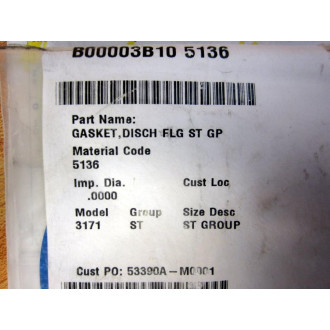 B00003B10 5136
Part Name:
GASKET,DISCH FLG ST GP
Material Code
5136
Imp. Dia. Cust Loc
.0000
Model Group Size Desc
3171 ST ST GROUP
Cust PO: 53390A-M0001